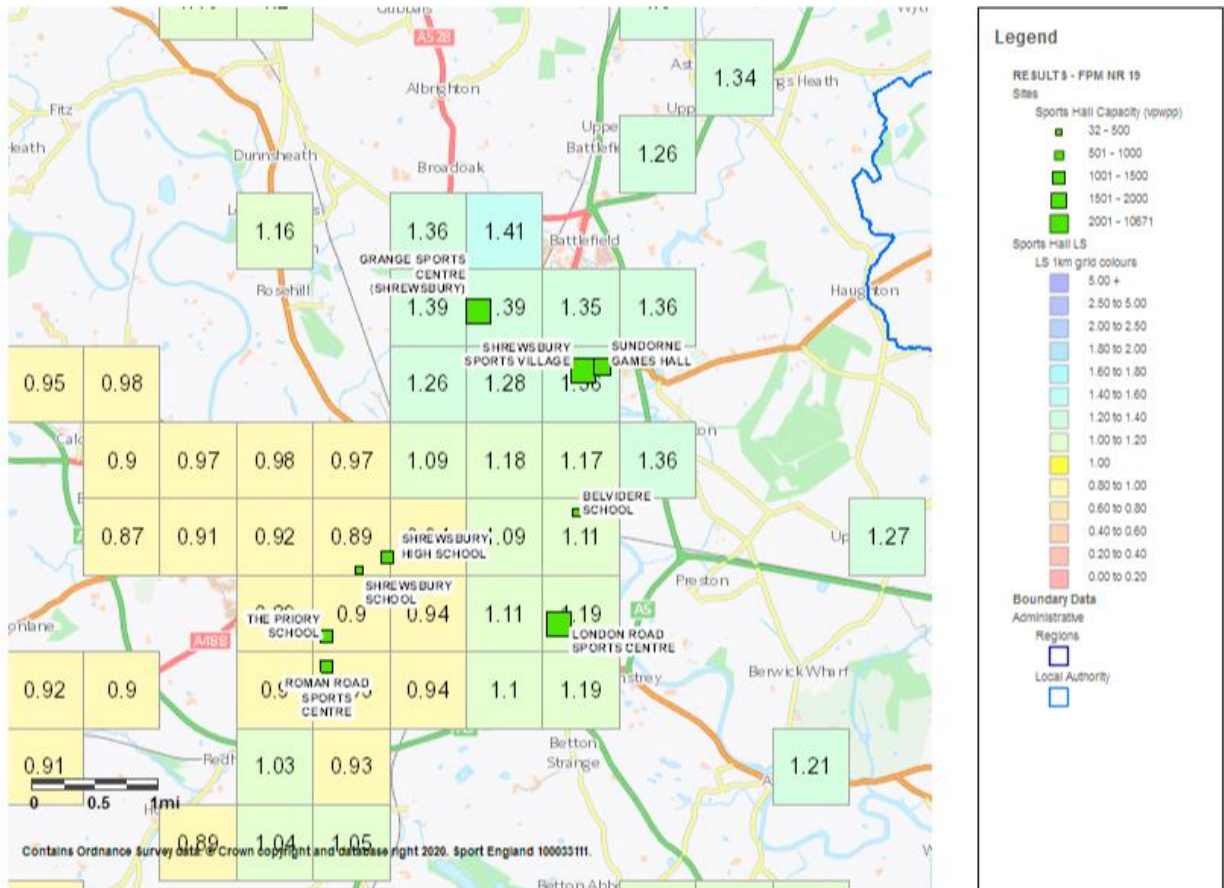 1.34
1.26
1.16
1.36
1.41
1.39
.39
1.35
1.36
0.95
0.98
1.26
1.28
1.36
0.9
0.97
0.98
0.97
1.09
1.18
1.17
1.36
0.87
0.91
0.92
0.89
1.09
1.11
1.27
0.9
0.94
1.11
1.19
0.92
0.9
0.94
1.1
1.19
0.91
1.03
0.93
1.21
0.89
1.04
1.05
A528
Albrighton
Fitz
Dunnsheath
Broadoak
Upper
Rosehill
Battlefield
Haughton
GRANGE SPORTS
CENTRE
(SHREWSBURY)
SHREWSBURY
SPORTS VILLAGE
SUNDORNE
GAMES HALL
BELVIDERE
SCHOOL
SHREWSBURY
HIGH SCHOOL
SHREWSBURY
SCHOOL
THE PRIORY
SCHOOL
ROMAN ROAD
SPORTS
CENTRE
LONDON ROAD
SPORTS CENTRE
Preston
A5
A488
Berwick Wharf
Betton
Strange
0 0.5 1mi
Contains Ordnance Survey data © Crown copyright and database right 2020. Sport England 100033111.
Legend
RESULTS - FPM NR 19
Sites
Sports Hall Capacity (vpwpp)
32 - 500
501 - 1000
1001 - 1500
1501 - 2000
2001 - 10671
Sports Hall LS
LS 1km grid colours
5.00 +
2.50 to 5.00
2.00 to 2.50
1.80 to 2.00
1.60 to 1.80
1.40 to 1.60
1.20 to 1.40
1.00 to 1.20
1.00
0.80 to 1.00
0.60 to 0.80
0.40 to 0.60
0.20 to 0.40
0.00 to 0.20
Boundary Data
Administrative
Regions
Local Authority